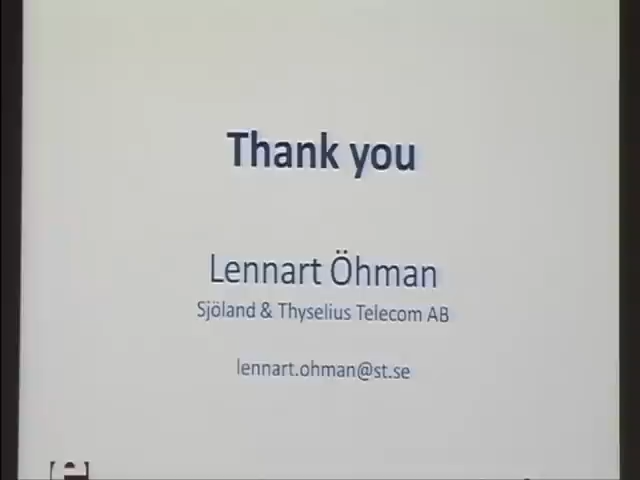 Thank you
Lennart Öhman
Sjöland & Thyselius Telecom AB
lennart.ohman@st.se
[e]